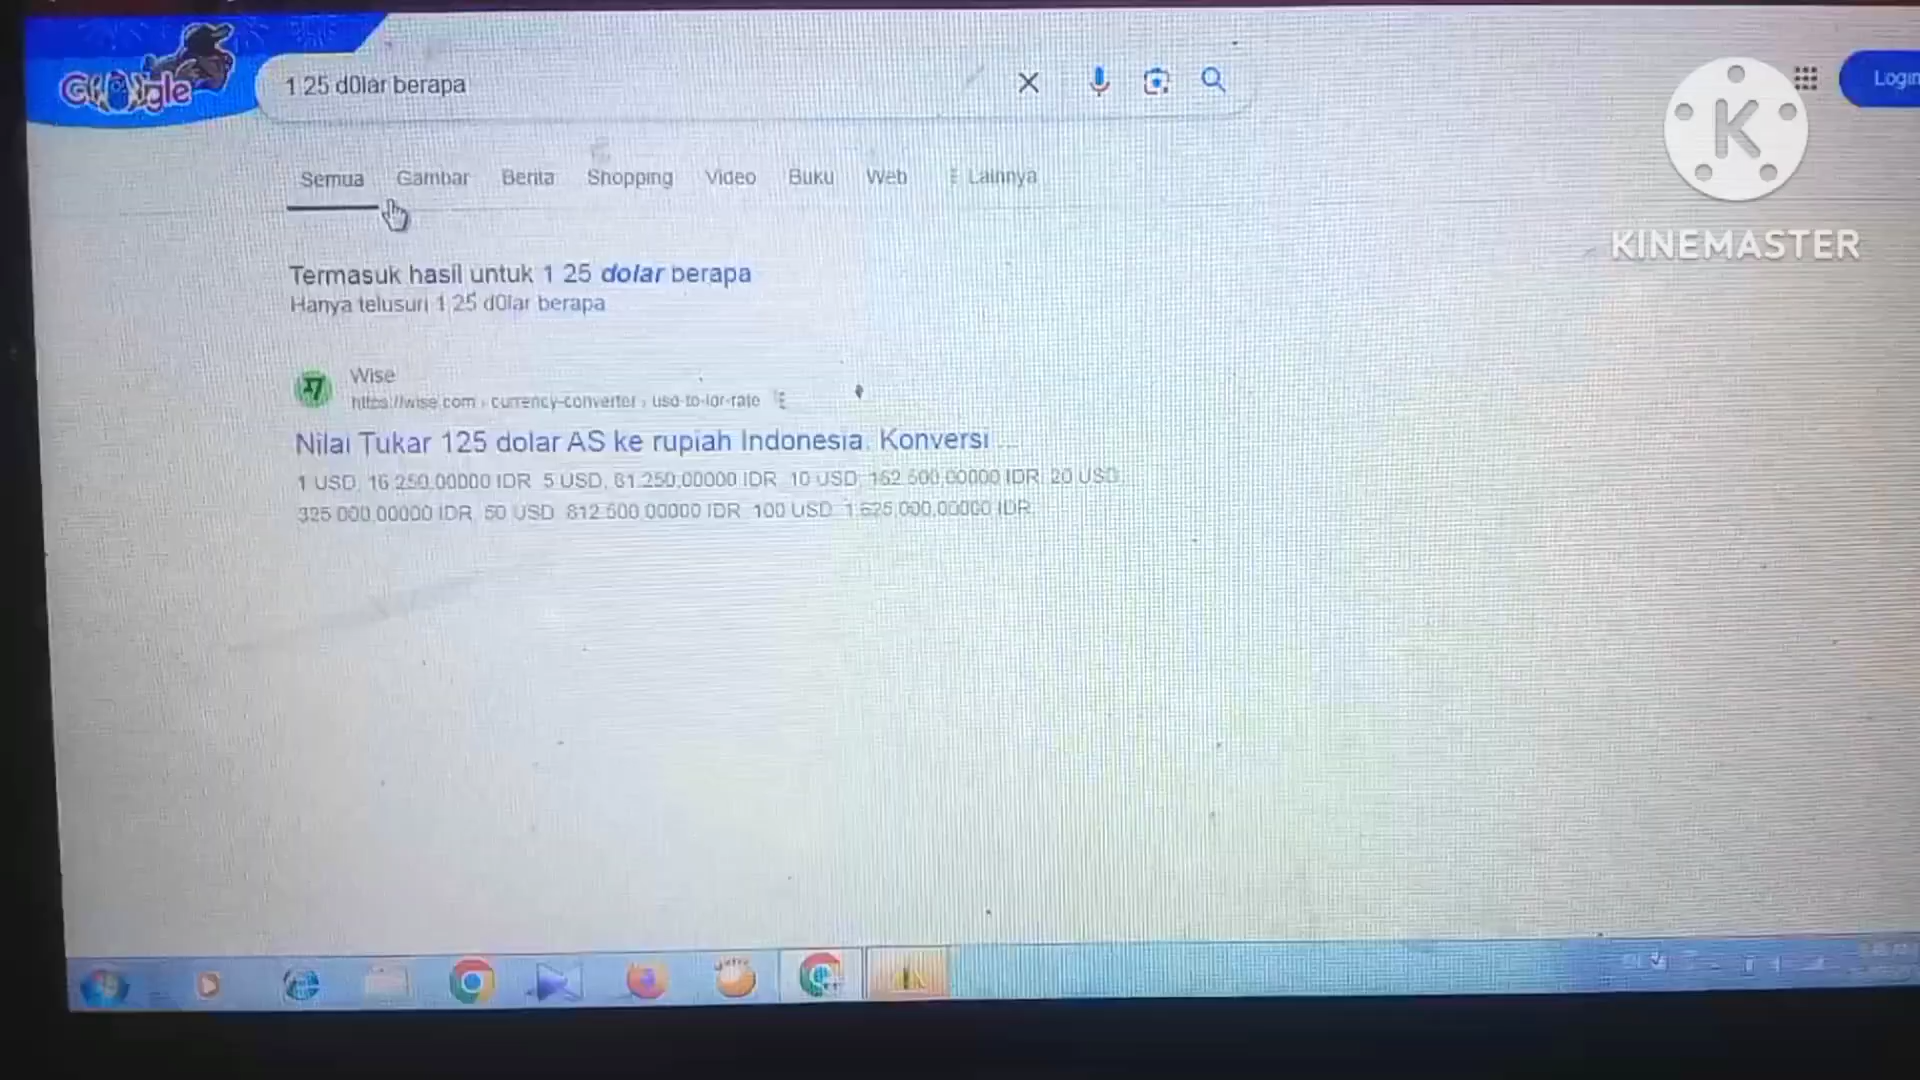 Google
1 25 d0lar berapa
Login
KINEMASTER
Semua Gambar Berita Shopping Video Buku Web Lainnya
Termasuk hasil untuk 1 25 dolar berapa
Hanya telusuri 1 25 d0lar berapa
Wise
https://wise.com › currency-converter › usd-to-idr-rate
Nilai Tukar 125 dolar AS ke rupiah Indonesia. Konversi ...
1 USD, 16.250,00000 IDR 5 USD, 81.250,00000 IDR 10 USD, 162.500,00000 IDR 20 USD,
325.000,00000 IDR 50 USD 812.500,00000 IDR 100 USD 1.625.000,00000 IDR